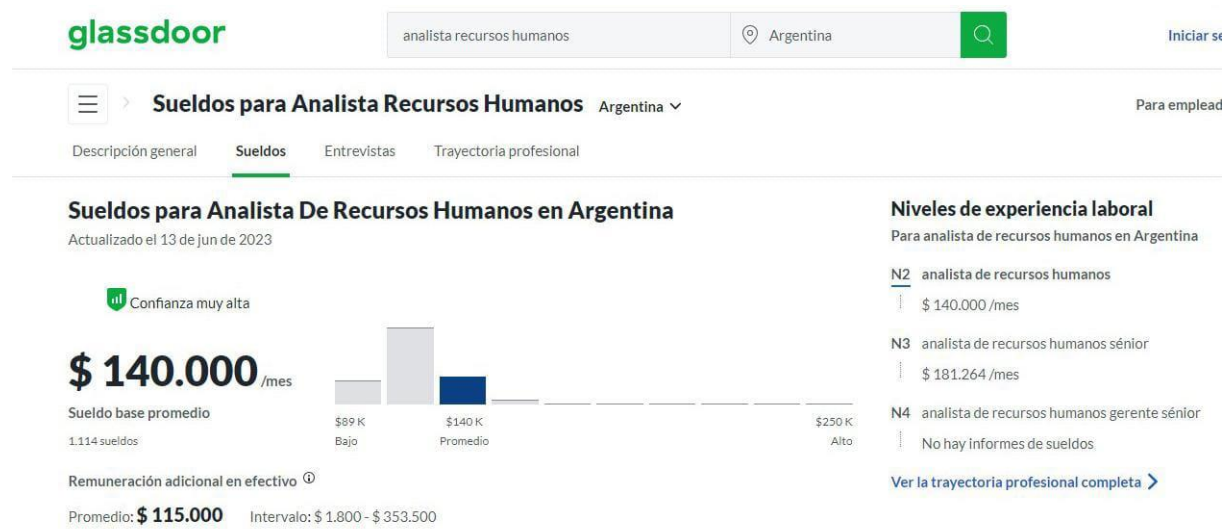 glassdoor
analista recursos humanos
Argentina
Iniciar se
Sueldos para Analista Recursos Humanos Argentina
Para emplead
Descripción general Sueldos Entrevistas Trayectoria profesional
Sueldos para Analista De Recursos Humanos en Argentina
Actualizado el 13 de jun de 2023
Confianza muy alta
$ 140.000 /mes
Sueldo base promedio
1.114 sueldos
$89 K $140 K $250 K
Bajo Promedio Alto
Remuneración adicional en efectivo
Promedio: $ 115.000 Intervalo: $ 1.800 - $ 353.500
Niveles de experiencia laboral
Para analista de recursos humanos en Argentina
N2 analista de recursos humanos
$ 140.000 /mes
N3 analista de recursos humanos sénior
$ 181.264 /mes
N4 analista de recursos humanos gerente sénior
No hay informes de sueldos
Ver la trayectoria profesional completa